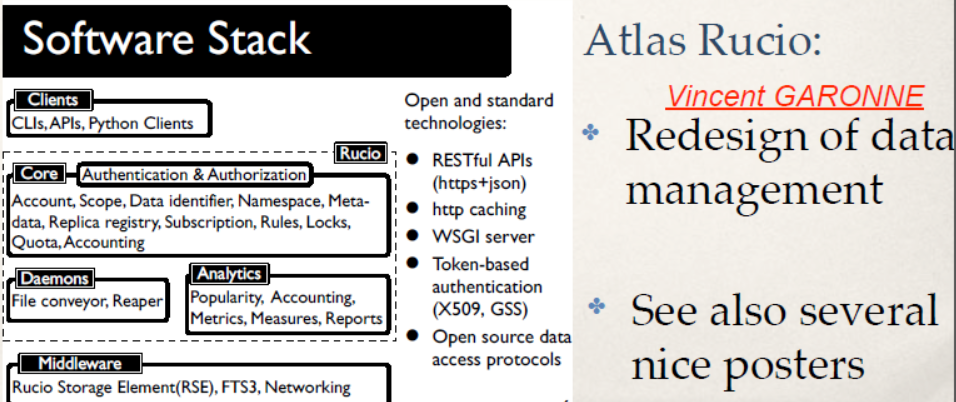 Software Stack
Clients
CLIs, APIs, Python Clients
Rucio
Core
Authentication & Authorization
Account, Scope, Data identifier, Namespace, Meta-
data, Replica registry, Subscription, Rules, Locks,
Quota, Accounting
Daemons
File conveyor, Reaper
Analytics
Popularity, Accounting,
Metrics, Measures, Reports
Middleware
Rucio Storage Element(RSE), FTS3, Networking
Open and standard
technologies:
● RESTful APIs
(https+json)
● http caching
● WSGI server
● Token-based
authentication
(X509, GSS)
● Open source data
access protocols
Atlas Rucio:
Vincent GARONNE
Redesign of data
management
See also several
nice posters